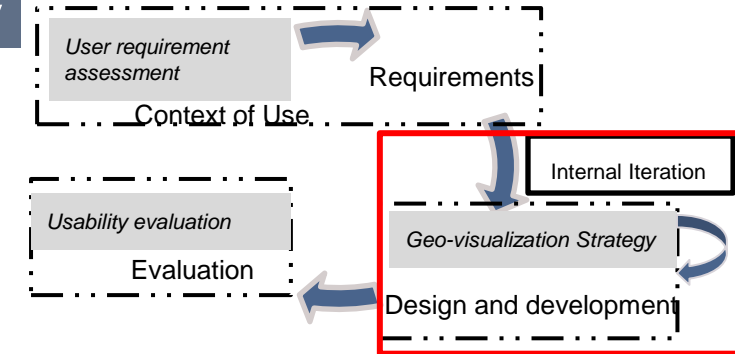 User requirement
assessment
Requirements
Context of Use
Internal Iteration
Usability evaluation
Geo-visualization Strategy
Evaluation
Design and development